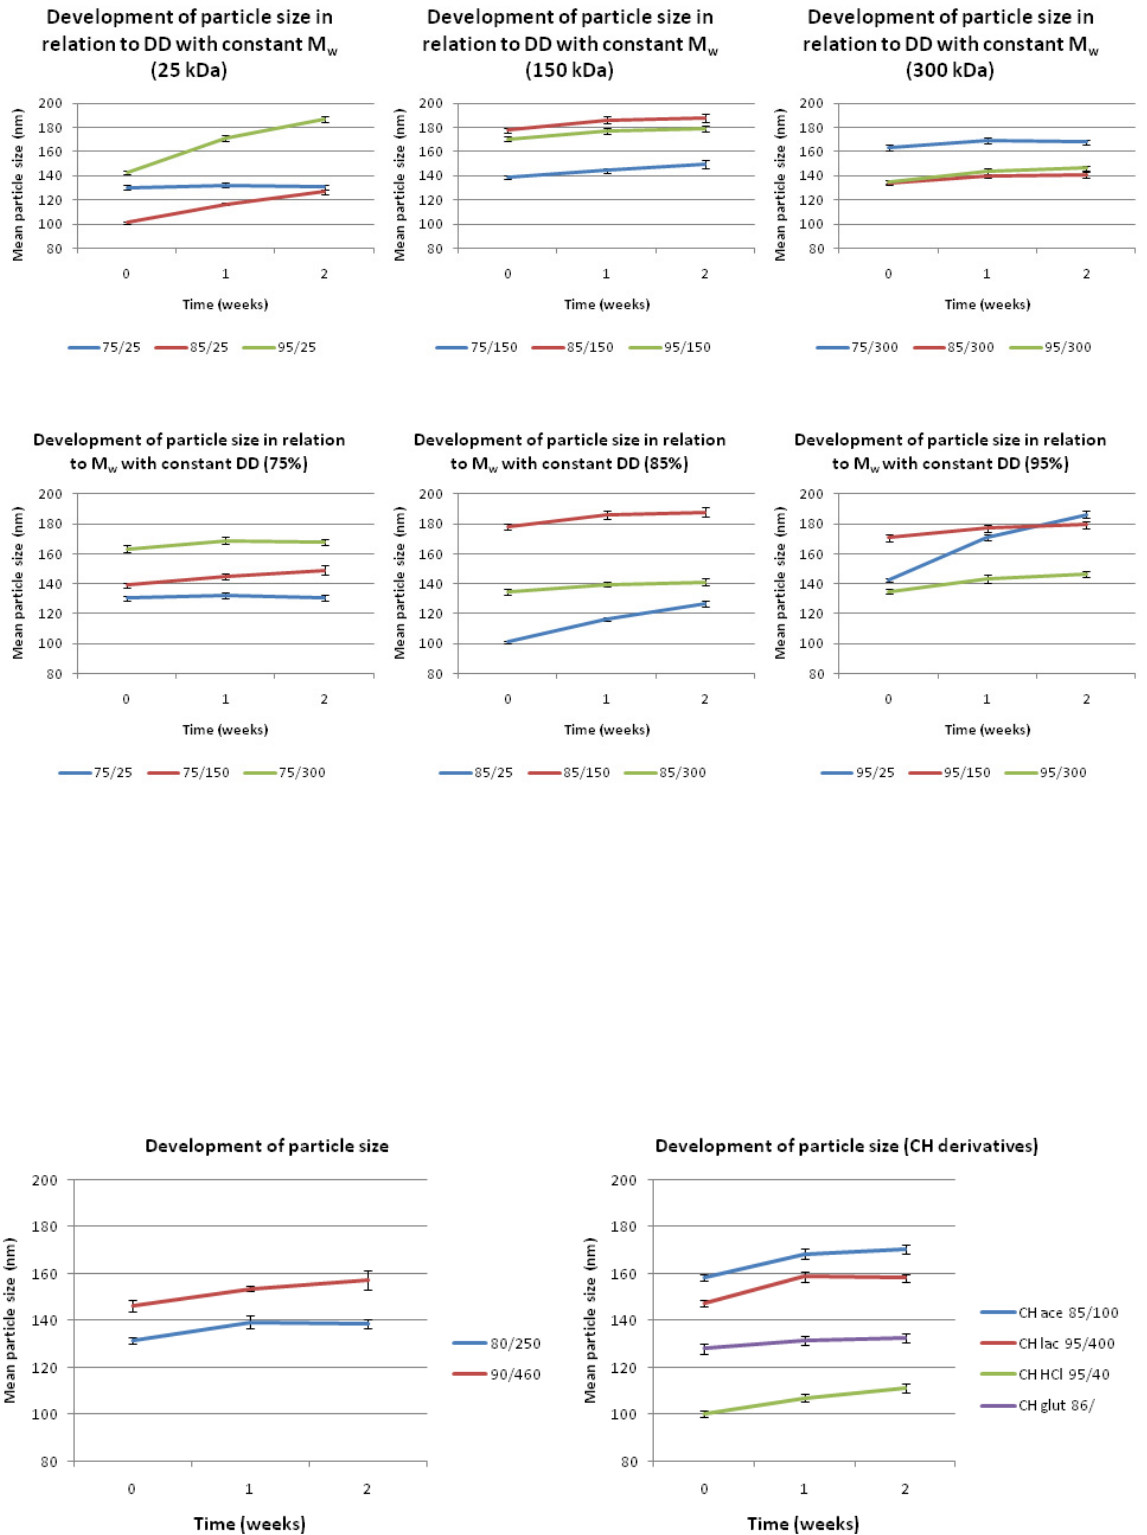 Development of particle size in
relation to DD with constant Mw
(25 kDa)
Mean particle size (nm)
200
180
160
140
120
100
80
0 1 2
Time (weeks)
75/25 85/25 95/25
Development of particle size in
relation to DD with constant Mw
(150 kDa)
Mean particle size (nm)
200
180
160
140
120
100
80
0 1 2
Time (weeks)
75/150 85/150 95/150
Development of particle size in
relation to DD with constant Mw
(300 kDa)
Mean particle size (nm)
200
180
160
140
120
100
80
0 1 2
Time (weeks)
75/300 85/300 95/300
Development of particle size in relation
to Mw with constant DD (75%)
Mean particle size (nm)
200
180
160
140
120
100
80
0 1 2
Time (weeks)
75/25 75/150 75/300
Development of particle size in relation
to Mw with constant DD (85%)
Mean particle size (nm)
200
180
160
140
120
100
80
0 1 2
Time (weeks)
85/25 85/150 85/300
Development of particle size in relation
to Mw with constant DD (95%)
Mean particle size (nm)
200
180
160
140
120
100
80
0 1 2
Time (weeks)
95/25 95/150 95/300
Development of particle size
Mean particle size (nm)
200
180
160
140
120
100
80
0 1 2
Time (weeks)
80/250
90/460
Development of particle size (CH derivatives)
Mean particle size (nm)
200
180
160
140
120
100
80
0 1 2
Time (weeks)
CH ace 85/100
CH lac 95/400
CH HCl 95/40
CH glut 86/